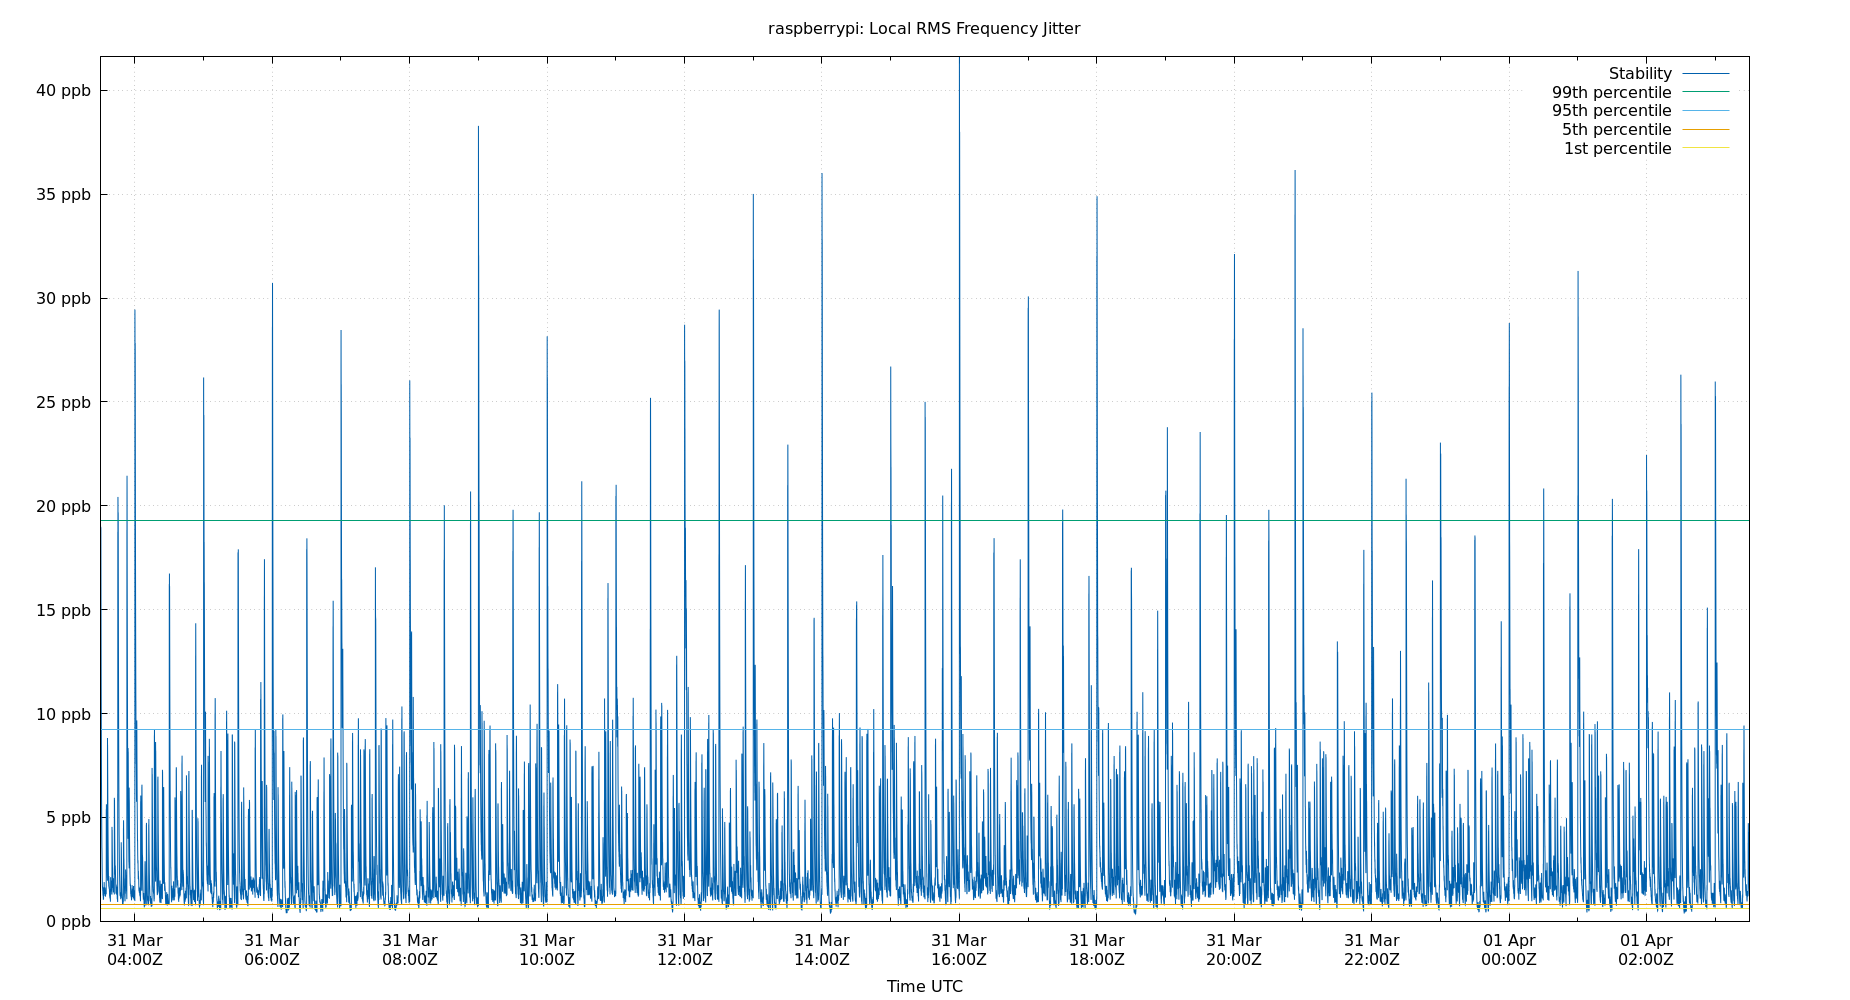 raspberrypi: Local RMS Frequency Jitter
Stability
99th percentile
95th percentile
5th percentile
1st percentile
40 ppb
35 ppb
30 ppb
25 ppb
20 ppb
15 ppb
10 ppb
5 ppb
0 ppb
31 Mar 31 Mar 31 Mar 31 Mar 31 Mar 31 Mar 31 Mar 31 Mar 31 Mar 31 Mar 01 Apr 01 Apr
04:00Z 06:00Z 08:00Z 10:00Z 12:00Z 14:00Z 16:00Z 18:00Z 20:00Z 22:00Z 00:00Z 02:00Z
Time UTC